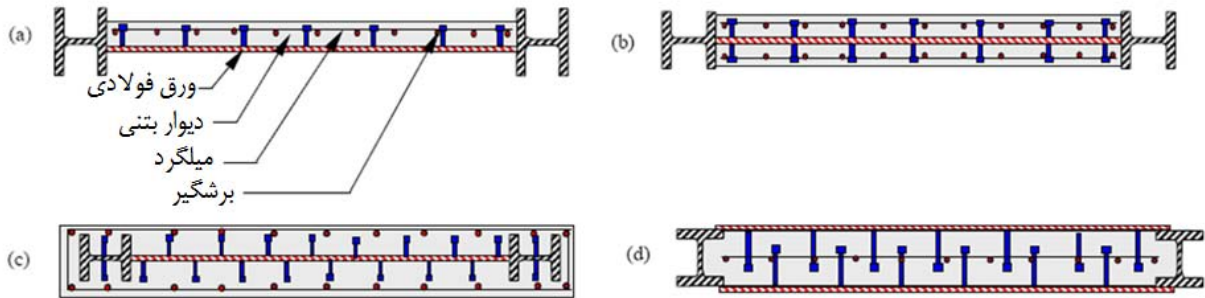 (a)
(b)
ورق فولادی
دیوار بتنی
میلگرد
برشگیر
(c)
(d)